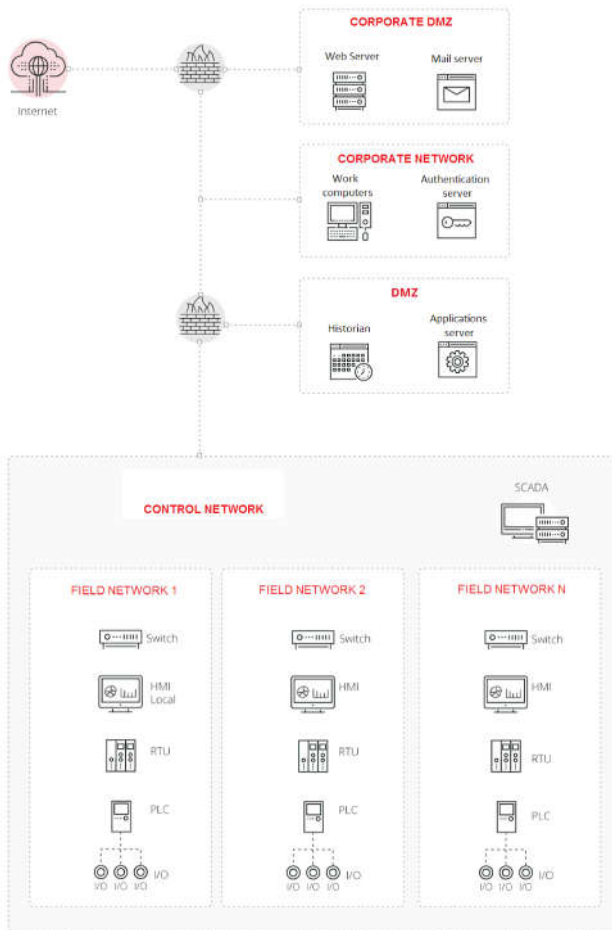 CORPORATE DMZ
Web Server
Mail server
Internet
CORPORATE NETWORK
Work
computers
Authentication
server
DMZ
Historian
Applications
server
CONTROL NETWORK
SCADA
FIELD NETWORK 1
Switch
HMI
Local
RTU
PLC
I/O
I/O
I/O
I/O
FIELD NETWORK 2
Switch
HMI
RTU
PLC
I/O
I/O
I/O
I/O
FIELD NETWORK N
Switch
HMI
RTU
PLC
I/O
I/O
I/O
I/O